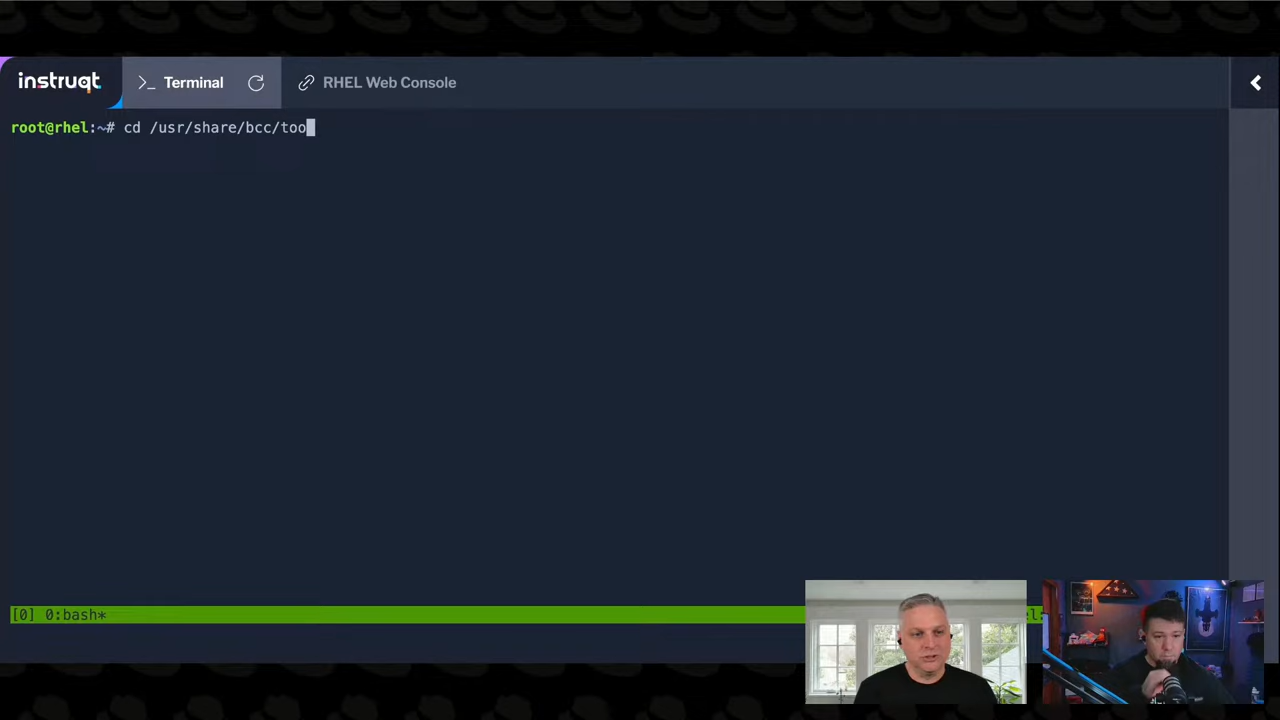 instruqt
>_ Terminal
RHEL Web Console
root@rhel:~# cd /usr/share/bcc/too
[0] 0:bash*